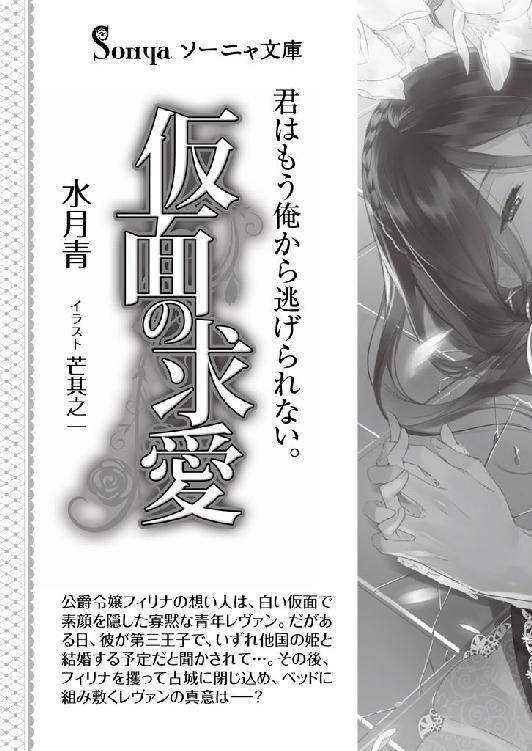 Sonya ソーニャ文庫
君はもう俺から逃げられない。
仮面の求愛
水月青
イラスト 芒其之一
公爵令嬢フィリナの想い人は、白い仮面で
素顔を隠した寡黙な青年レヴァン。だがあ
る日、彼が第三王子で、いずれ他国の姫と
結婚する予定だと聞かされて…。その後、
フィリナを攫って古城に閉じ込め、ベッドに
組み敷くレヴァンの真意は――？